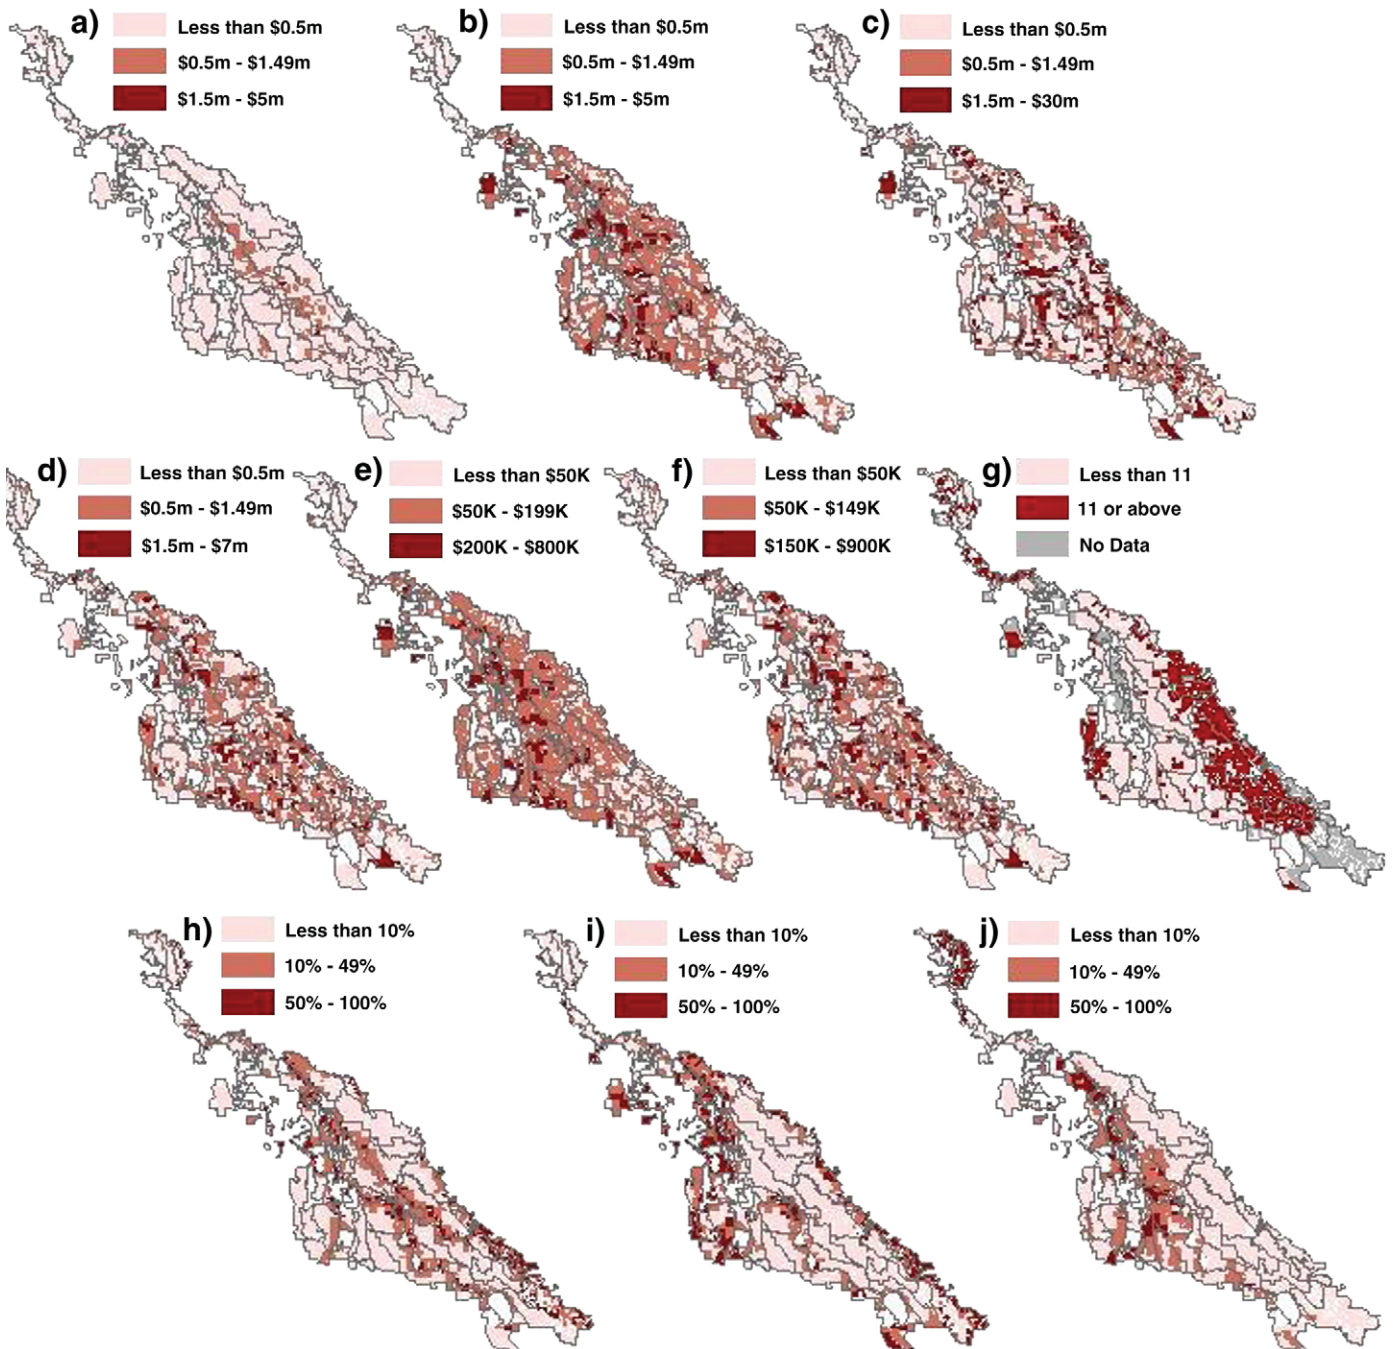 a)
Less than $0.5m
$0.5m - $1.49m
$1.5m - $5m
b)
Less than $0.5m
$0.5m - $1.49m
$1.5m - $5m
c)
Less than $0.5m
$0.5m - $1.49m
$1.5m - $30m
d)
Less than $0.5m
$0.5m - $1.49m
$1.5m - $7m
e)
Less than $50K
$50K - $199K
$200K - $800K
f)
Less than $50K
$50K - $149K
$150K - $900K
g)
Less than 11
11 or above
No Data
h)
Less than 10%
10% - 49%
50% - 100%
i)
Less than 10%
10% - 49%
50% - 100%
j)
Less than 10%
10% - 49%
50% - 100%